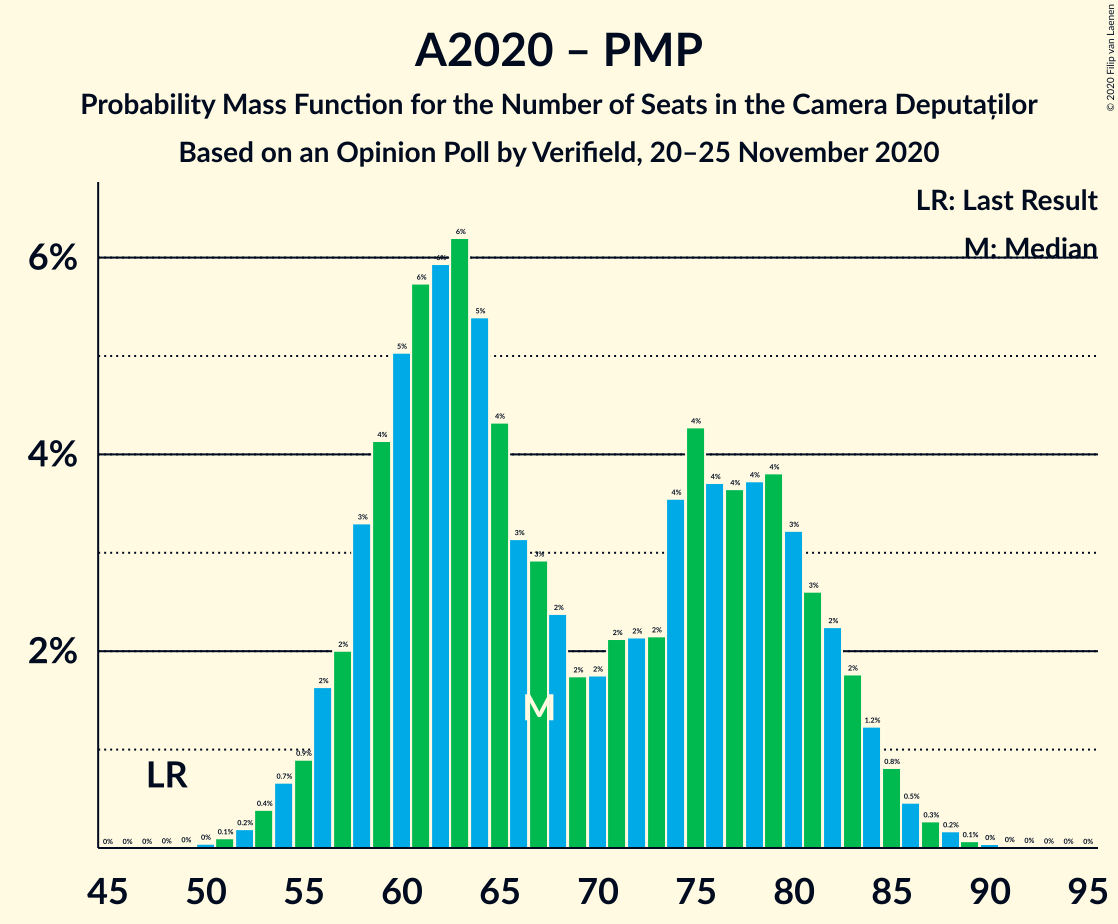 A2020 – PMP
Probability Mass Function for the Number of Seats in the Camera Deputaților
Based on an Opinion Poll by Verifield, 20–25 November 2020
© 2020 Filip van Laenen
LR: Last Result
M: Median
6%
4%
2%
0% 0% 0% 0% 0% 0% 0.1% 0.2% 0.4% 0.7% 0.9% 2% 2% 3% 4% 5% 6% 6% 6% 5% 4% 3% 3% 2% 2% 2% 2% 2% 2% 4% 4% 4% 4% 4% 4% 3% 3% 2% 2% 1.2% 0.8% 0.5% 0.3% 0.2% 0.1% 0% 0% 0% 0% 0% 0%
LR
M
45 50 55 60 65 70 75 80 85 90 95